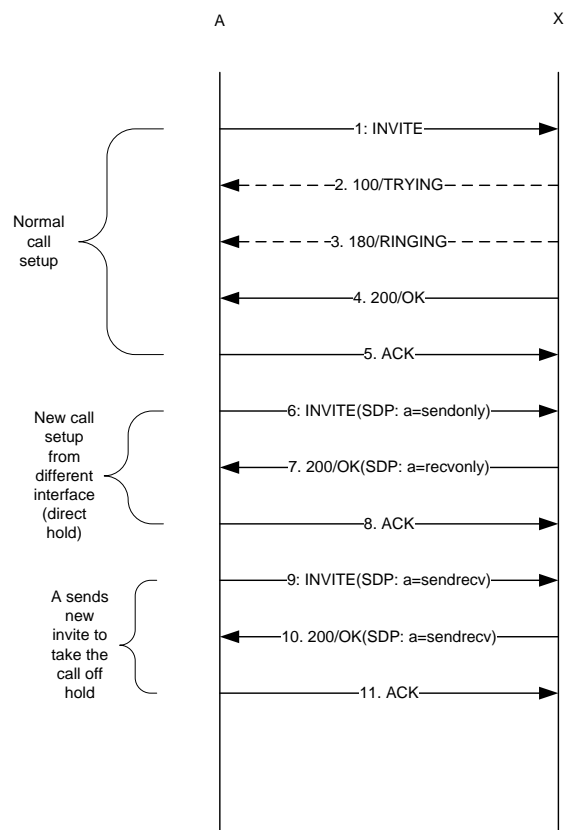 A
X
1: INVITE
2. 100/TRYING
3. 180/RINGING
4. 200/OK
5. ACK
Normal
call
setup
6: INVITE(SDP: a=sendonly)
7. 200/OK(SDP: a=recvonly)
8. ACK
New call
setup
from
different
interface
(direct
hold)
9: INVITE(SDP: a=sendrecv)
10. 200/OK(SDP: a=sendrecv)
11. ACK
A sends
new
invite to
take the
call off
hold